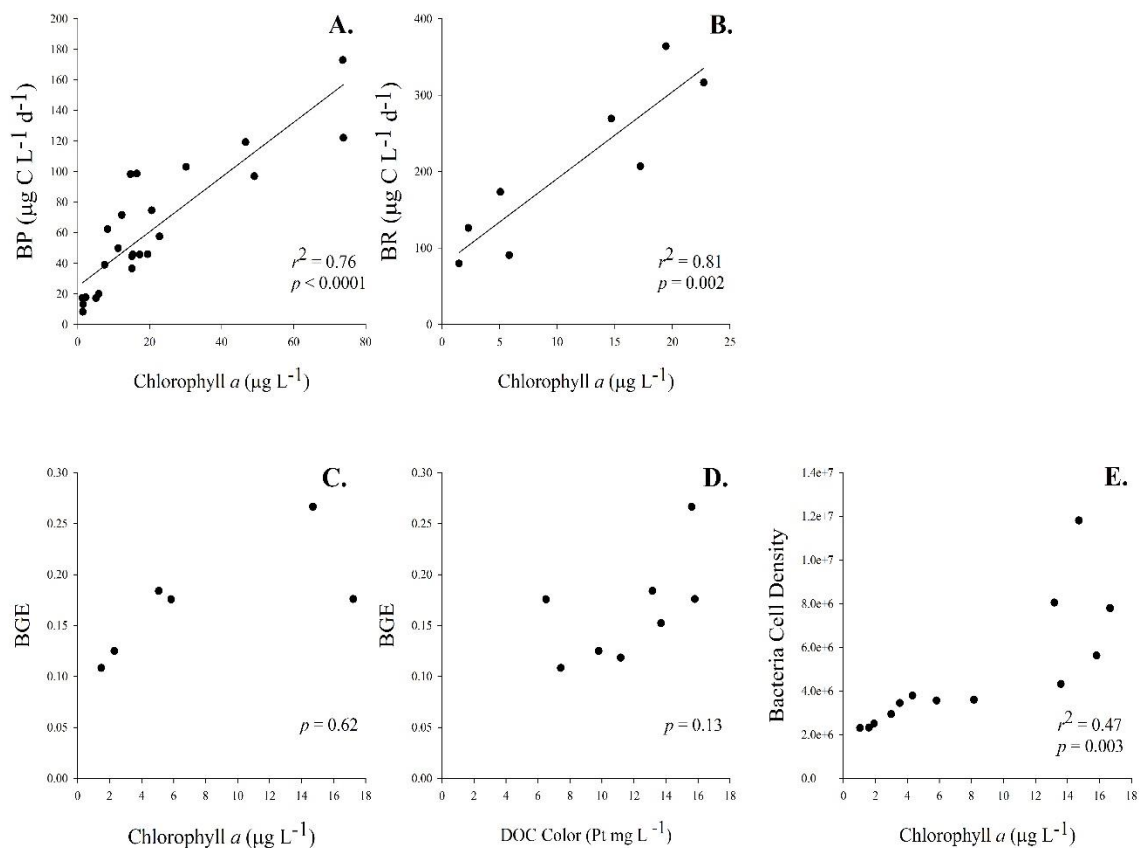 A.
200
180
160
140
120
100
80
60
40
20
0
BP (µg C L⁻¹ d⁻¹)
r² = 0.76
p < 0.0001
0 20 40 60 80
Chlorophyll a (µg L⁻¹)
B.
400
300
200
100
0
BR (µg C L⁻¹ d⁻¹)
r² = 0.81
p = 0.002
0 5 10 15 20 25
Chlorophyll a (µg L⁻¹)
C.
0.30
0.25
0.20
0.15
0.10
0.05
0.00
BGE
p = 0.62
0 2 4 6 8 10 12 14 16 18
Chlorophyll a (µg L⁻¹)
D.
0.30
0.25
0.20
0.15
0.10
0.05
0.00
BGE
p = 0.13
0 2 4 6 8 10 12 14 16 18
DOC Color (Pt mg L⁻¹)
E.
1.4e+7
1.2e+7
1.0e+7
8.0e+6
6.0e+6
4.0e+6
2.0e+6
0.0
Bacteria Cell Density
r² = 0.47
p = 0.003
0 2 4 6 8 10 12 14 16 18
Chlorophyll a (µg L⁻¹)